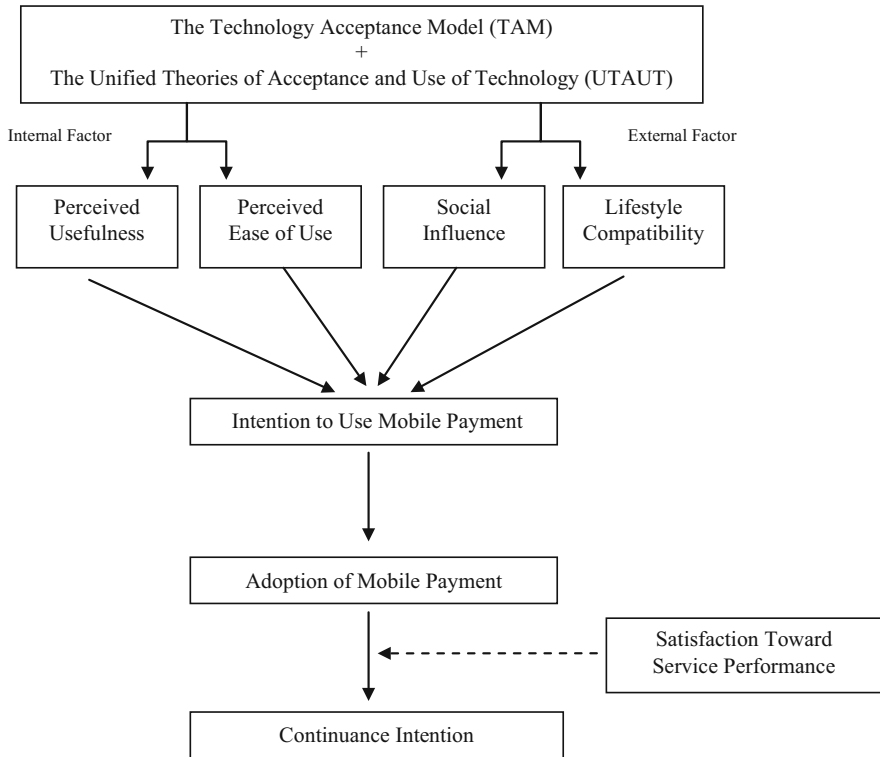 The Technology Acceptance Model (TAM)
+
The Unified Theories of Acceptance and Use of Technology (UTAUT)
Internal Factor
External Factor
Perceived
Usefulness
Perceived
Ease of Use
Social
Influence
Lifestyle
Compatibility
Intention to Use Mobile Payment
Adoption of Mobile Payment
Satisfaction Toward
Service Performance
Continuance Intention